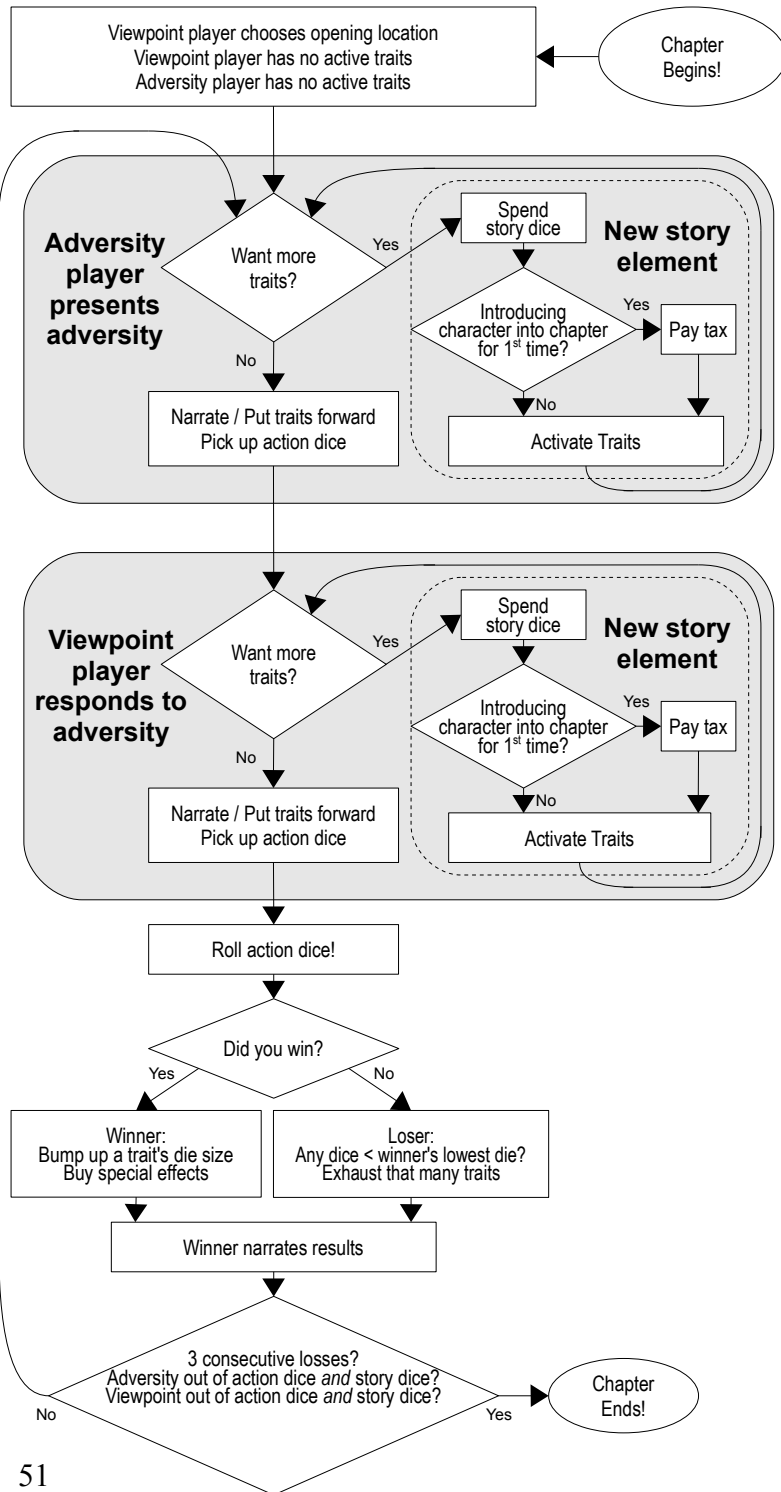 Viewpoint player chooses opening location
Viewpoint player has no active traits
Adversity player has no active traits
Chapter
Begins!
Adversity
player
presents
adversity
Want more
traits?
Yes
Spend
story dice
New story
element
Introducing
character into chapter
for 1st time?
Yes
Pay tax
No
No
Narrate / Put traits forward
Pick up action dice
Activate Traits
Viewpoint
player
responds to
adversity
Want more
traits?
Yes
Spend
story dice
New story
element
Introducing
character into chapter
for 1st time?
Yes
Pay tax
No
No
Narrate / Put traits forward
Pick up action dice
Activate Traits
Roll action dice!
Did you win?
Yes
No
Winner:
Bump up a trait's die size
Buy special effects
Loser:
Any dice < winner's lowest die?
Exhaust that many traits
Winner narrates results
3 consecutive losses?
Adversity out of action dice and story dice?
Viewpoint out of action dice and story dice?
No
Yes
Chapter
Ends!
51